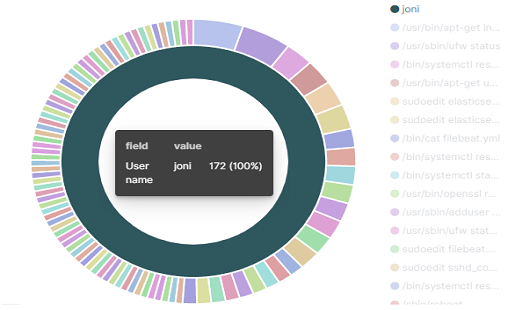 joni
/usr/bin/apt-get in...
/usr/sbin/ufw status
/bin/systemctl res...
/usr/bin/apt-get u...
sudoedit elasticse...
sudoedit elasticse...
/bin/cat filebeat.yml
/bin/systemctl res...
/bin/systemctl sta...
/usr/bin/openssl r...
/usr/sbin/adduser ...
/usr/sbin/ufw stat...
sudoedit filebeat....
sudoedit sshd_co...
/bin/systemctl res...
/sbin/reboot
field value
User name joni 172 (100%)